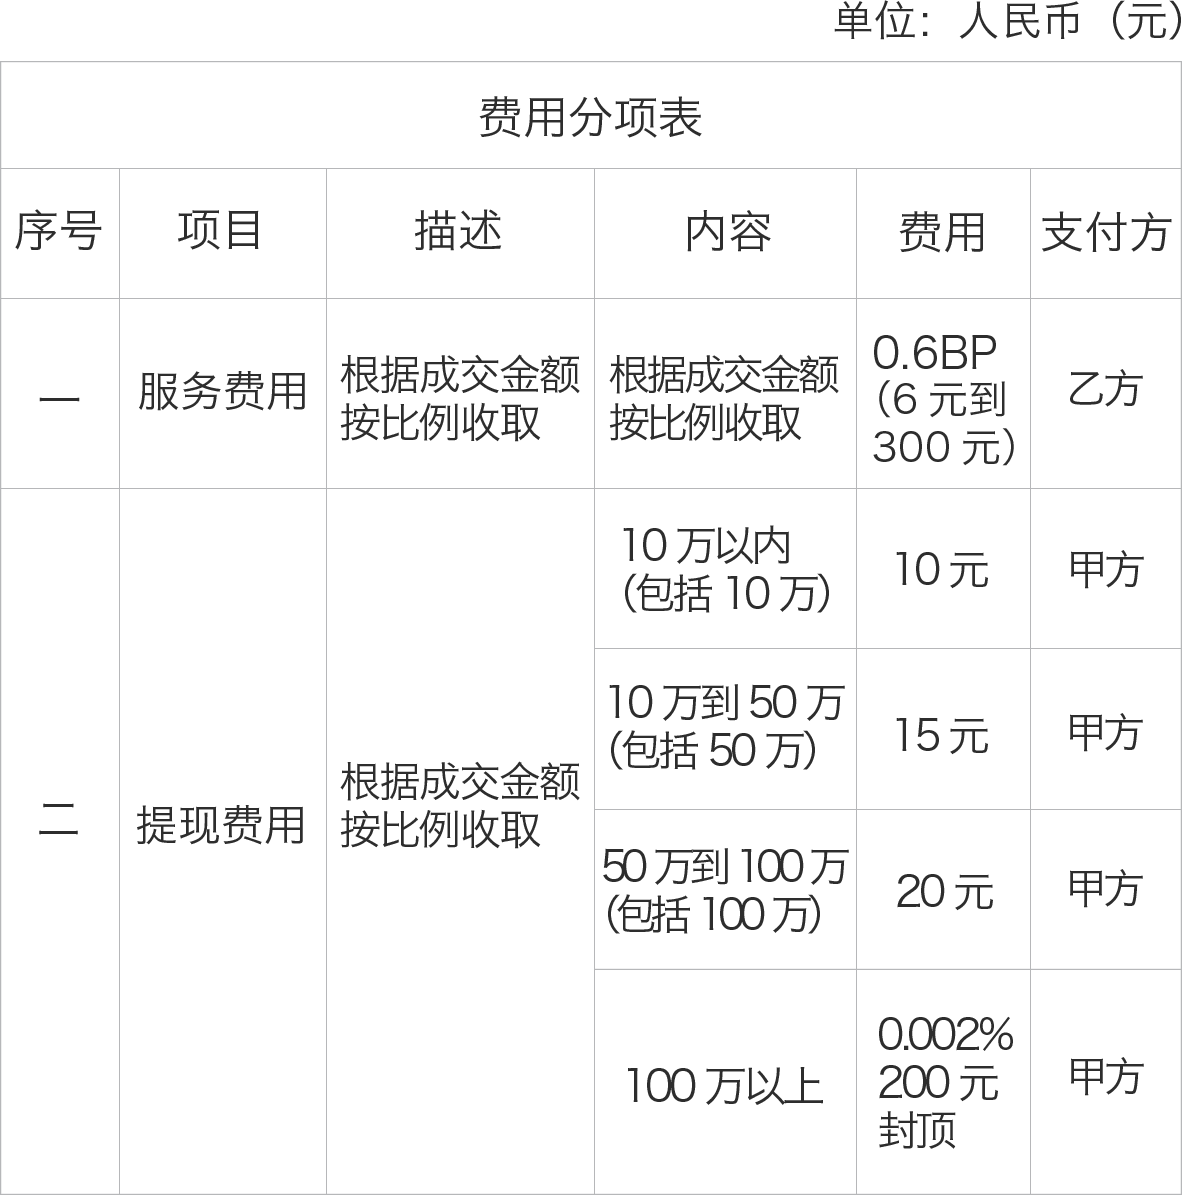 单位：人民币（元）
费用分项表
序号 项目 描述 内容 费用 支付方
一 服务费用 根据成交金额
按比例收取 根据成交金额
按比例收取 0.6BP
（6 元到
300 元） 乙方
二 提现费用 根据成交金额
按比例收取
10 万以内
（包括 10 万） 10 元 甲方
10 万到 50 万
（包括 50 万） 15 元 甲方
50 万到 100 万
（包括 100 万） 20 元 甲方
100 万以上 0.002%
200 元
封顶 甲方